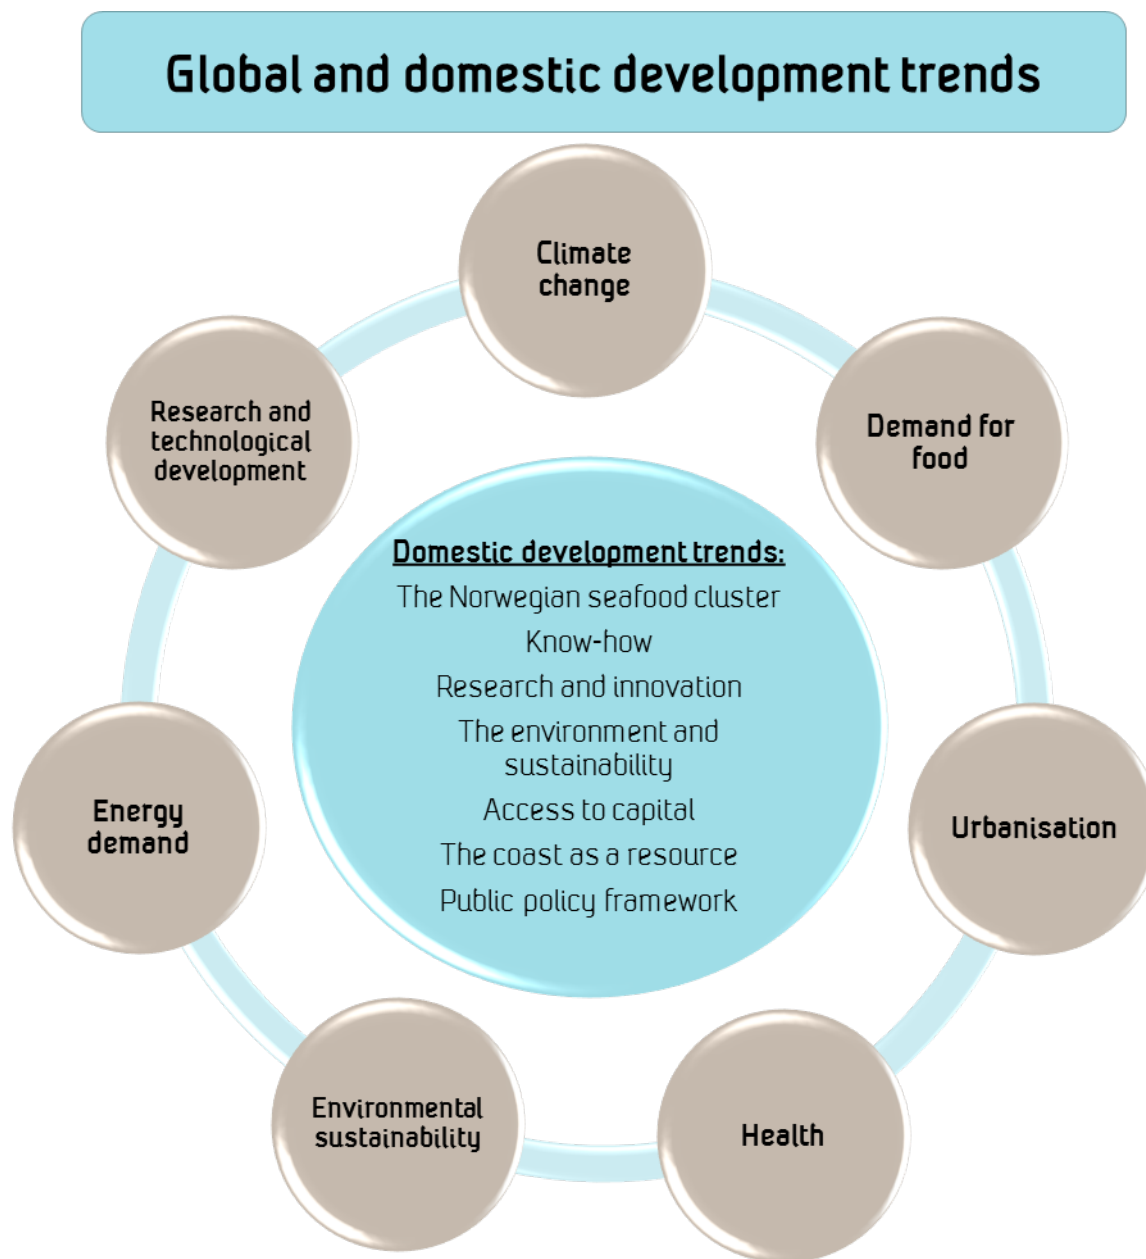 Global and domestic development trends
Climate
change
Demand for
food
Urbanisation
Health
Environmental
sustainability
Energy
demand
Research and
technological
development
Domestic development trends:
The Norwegian seafood cluster
Know-how
Research and innovation
The environment and
sustainability
Access to capital
The coast as a resource
Public policy framework